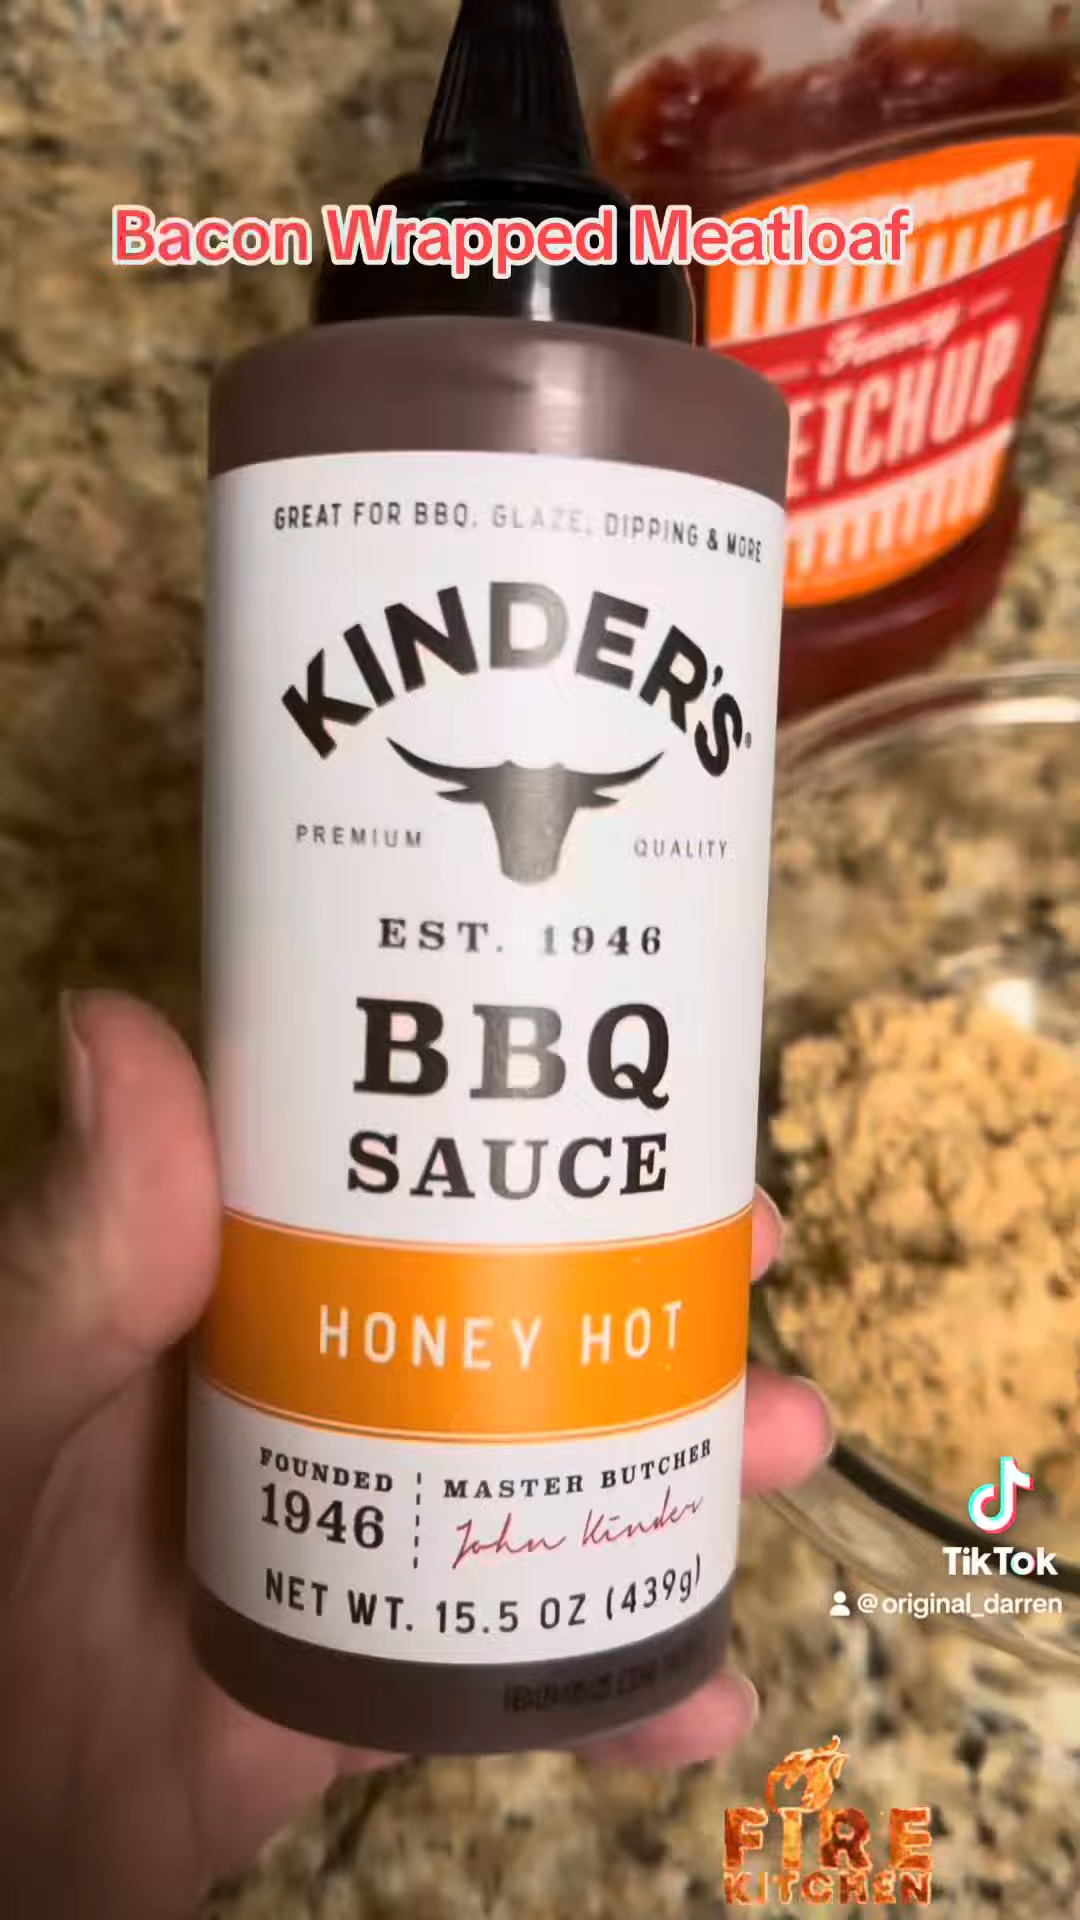 Bacon Wrapped Meatloaf
GREAT FOR BBQ, GLAZE, DIPPING & MORE
KINDER'S
PREMIUM QUALITY
EST. 1946
BBQ
SAUCE
HONEY HOT
FOUNDED
1946
MASTER BUTCHER
John Kinder
NET WT. 15.5 OZ (439g)
Fancy
ETCHUP
TikTok
@original_darren
FIRE
KITCHEN